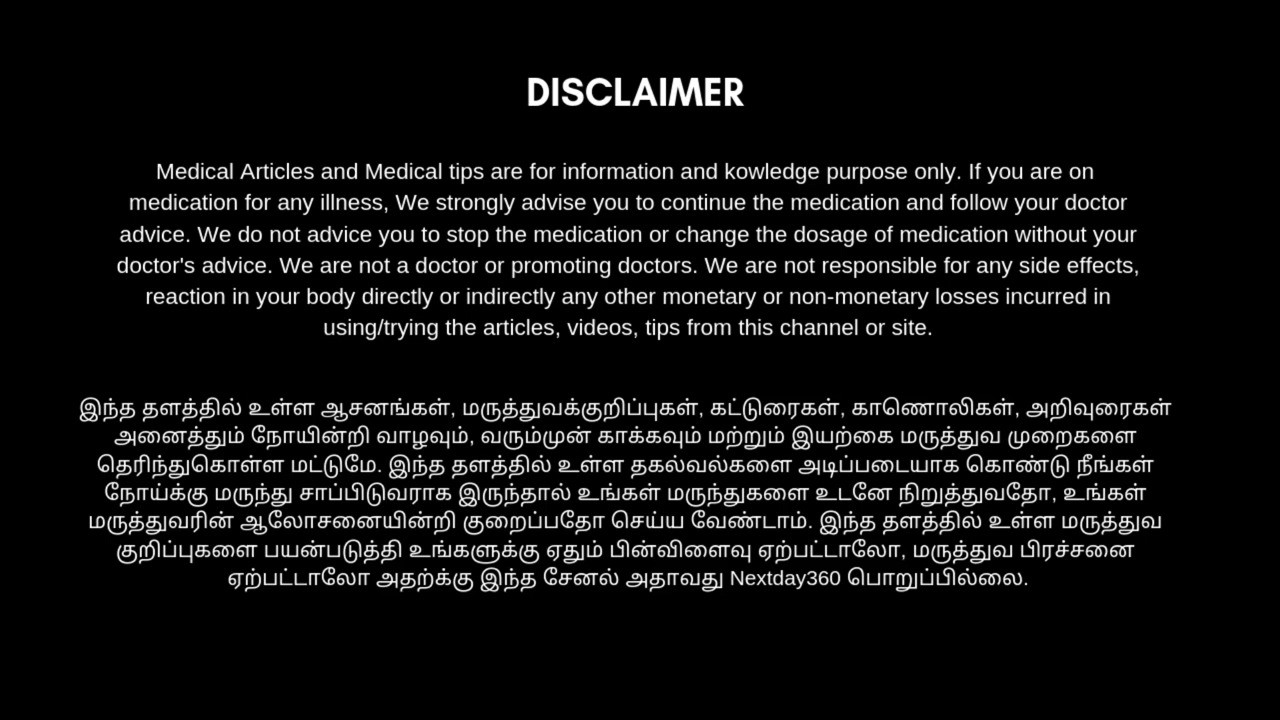 DISCLAIMER
Medical Articles and Medical tips are for information and kowledge purpose only. If you are on
medication for any illness, We strongly advise you to continue the medication and follow your doctor
advice. We do not advice you to stop the medication or change the dosage of medication without your
doctor's advice. We are not a doctor or promoting doctors. We are not responsible for any side effects,
reaction in your body directly or indirectly any other monetary or non-monetary losses incurred in
using/trying the articles, videos, tips from this channel or site.
இந்த தளத்தில் உள்ள ஆசனங்கள், மருத்துவக்குறிப்புகள், கட்டுரைகள், காணொலிகள், அறிவுரைகள்
அனைத்தும் நோயின்றி வாழவும், வரும்முன் காக்கவும் மற்றும் இயற்கை மருத்துவ முறைகளை
தெரிந்துகொள்ள மட்டுமே. இந்த தளத்தில் உள்ள தகல்வல்களை அடிப்படையாக கொண்டு நீங்கள்
நோய்க்கு மருந்து சாப்பிடுவராக இருந்தால் உங்கள் மருந்துகளை உடனே நிறுத்துவதோ, உங்கள்
மருத்துவரின் ஆலோசனையின்றி குறைப்பதோ செய்ய வேண்டாம். இந்த தளத்தில் உள்ள மருத்துவ
குறிப்புகளை பயன்படுத்தி உங்களுக்கு ஏதும் பின்விளைவு ஏற்பட்டாலோ, மருத்துவ பிரச்சனை
ஏற்பட்டாலோ அதற்க்கு இந்த சேனல் அதாவது Nextday360 பொறுப்பில்லை.